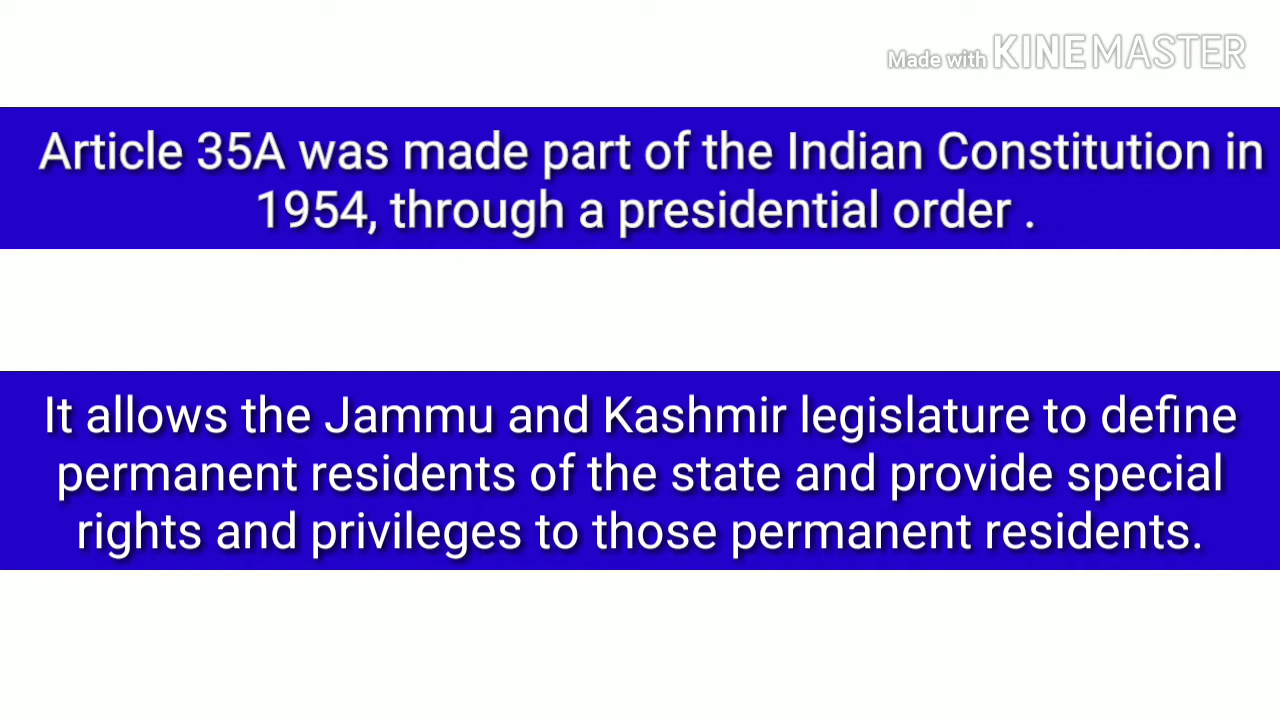 Made with KINEMASTER
Article 35A was made part of the Indian Constitution in
1954, through a presidential order .
It allows the Jammu and Kashmir legislature to define
permanent residents of the state and provide special
rights and privileges to those permanent residents.